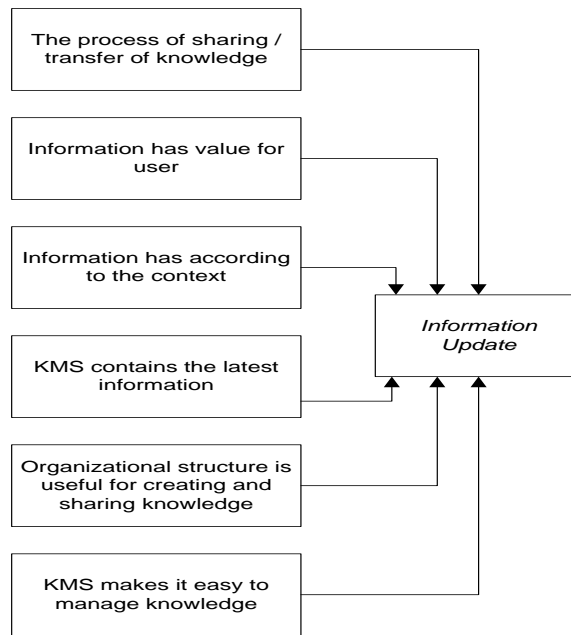 The process of sharing /
transfer of knowledge
Information has value for
user
Information has according
to the context
Information
Update
KMS contains the latest
information
Organizational structure is
useful for creating and
sharing knowledge
KMS makes it easy to
manage knowledge